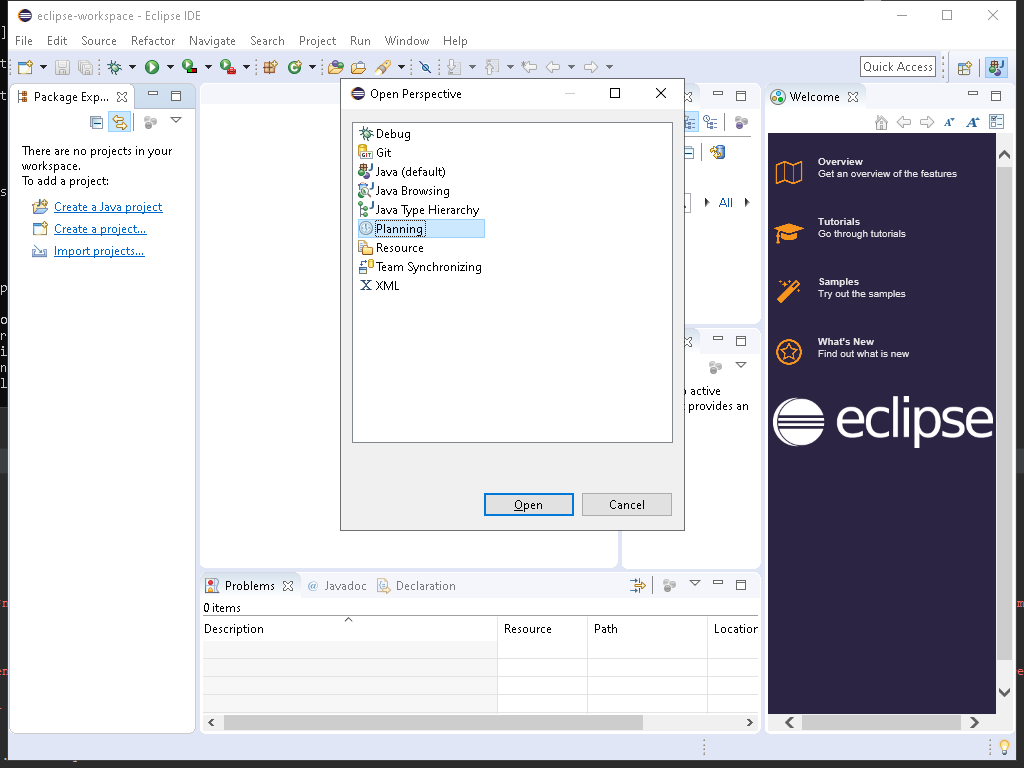 eclipse-workspace - Eclipse IDE
File Edit Source Refactor Navigate Search Project Run Window Help
Quick Access
Package Exp...
There are no projects in your
workspace.
To add a project:
Create a Java project
Create a project...
Import projects...
Open Perspective
Debug
Git
Java (default)
Java Browsing
Java Type Hierarchy
Planning
Resource
Team Synchronizing
XML
Open Cancel
All
active
provides an
Welcome
Overview
Get an overview of the features
Tutorials
Go through tutorials
Samples
Try out the samples
What's New
Find out what is new
eclipse
Problems @ Javadoc Declaration
0 items
Description Resource Path Location